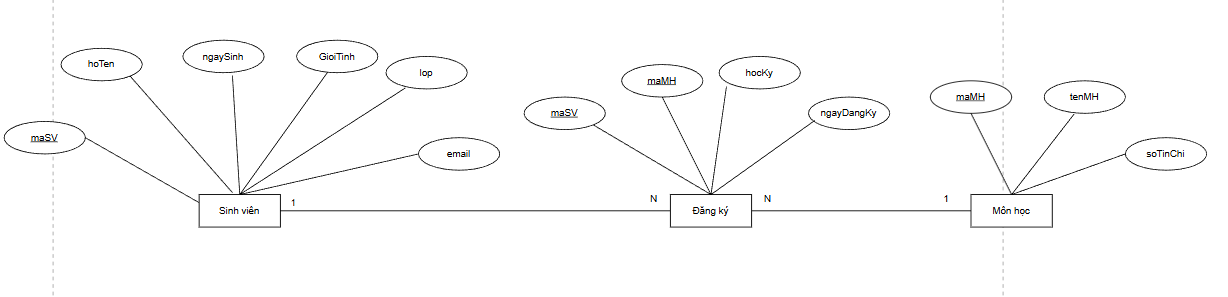 hoTen
ngaySinh
GioiTinh
lop
maSV
email
maSV
maMH
hocKy
ngayDangKy
maMH
tenMH
soTinChi
Sinh viên
1
N
Đăng ký
N
1
Môn học